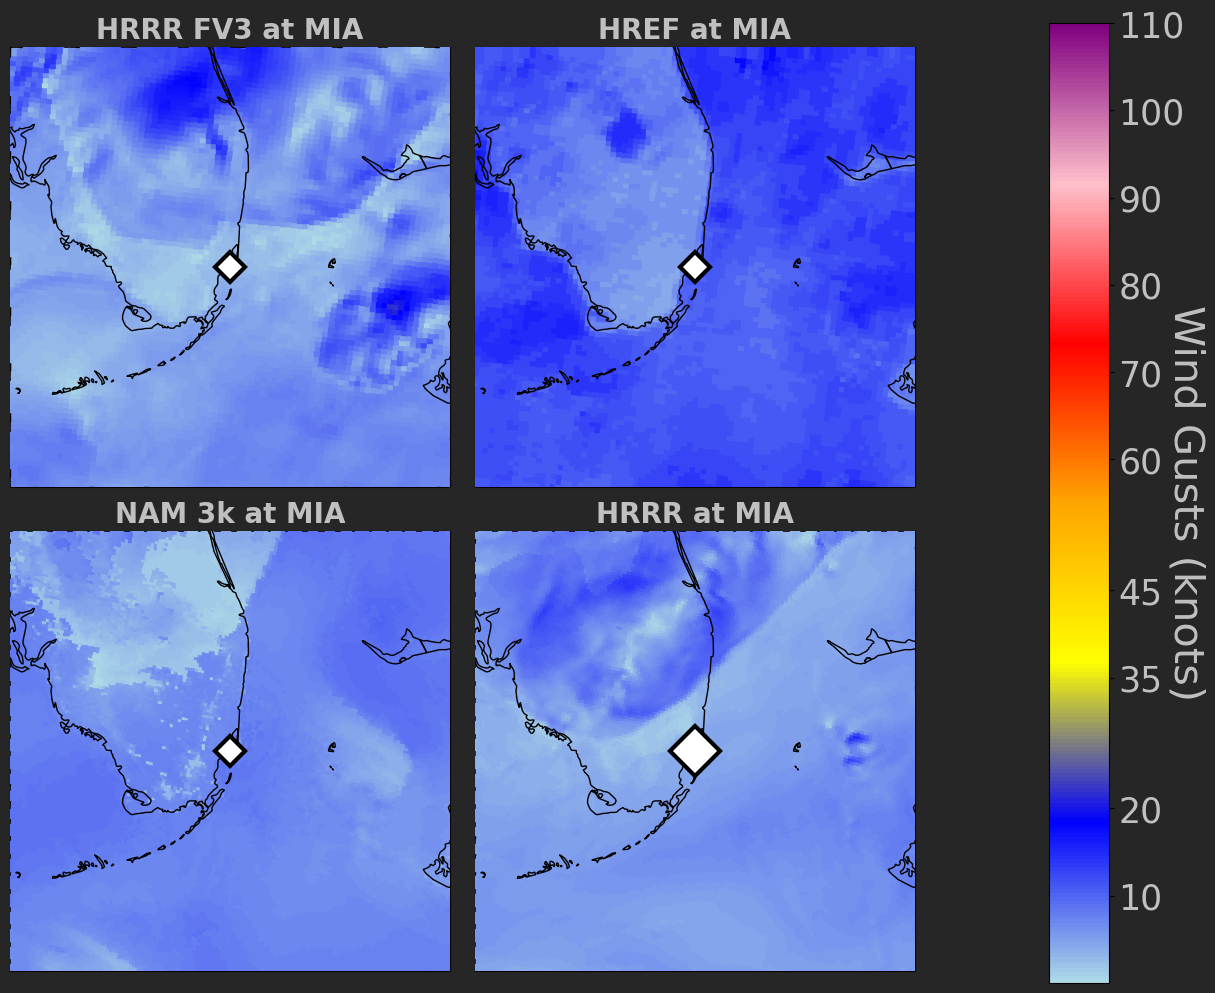 HRRR FV3 at MIA
HREF at MIA
NAM 3k at MIA
HRRR at MIA
110
100
90
80
70
60
45
35
20
10
Wind Gusts (knots)